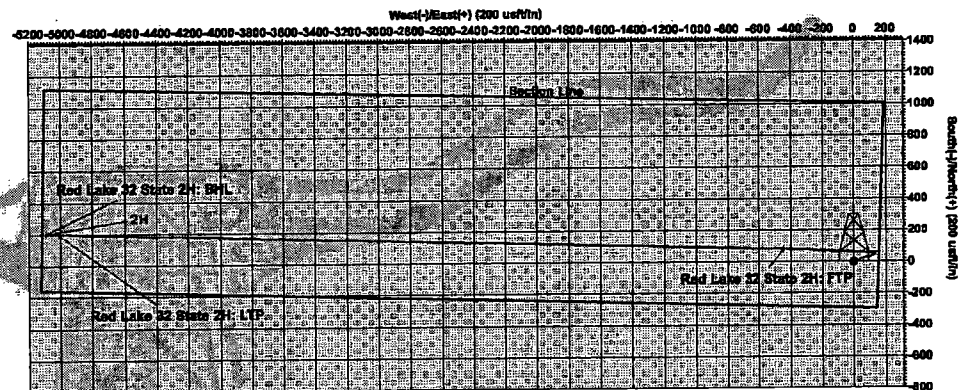 West(-)/East(+) (200 usft/in)
-5200 -5000 -4800 -4600 -4400 -4200 -4000 -3800 -3600 -3400 -3200 -3000 -2800 -2600 -2400 -2200 -2000 -1800 -1600 -1400 -1200 -1000 -800 -600 -400 -200 0 200
1400
1200
Section Line
1000
800
600
Red Lake 32 State 2H: BHL
400
2H
200
0
Red Lake 32 State 2H: FTP
-200
Red Lake 32 State 2H: LTP
-400
-600
-800
South(-)/North(+) (200 usft/in)